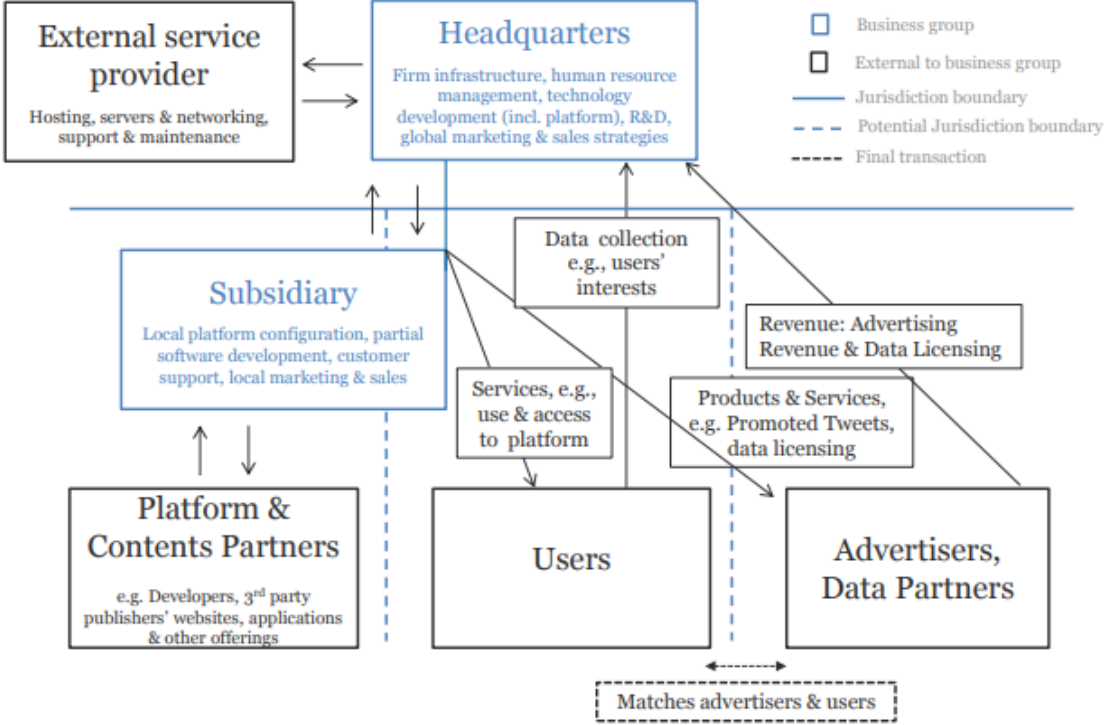 External service
provider
Hosting, servers & networking,
support & maintenance
Headquarters
Firm infrastructure, human resource
management, technology
development (incl. platform), R&D,
global marketing & sales strategies
Business group
External to business group
Jurisdiction boundary
Potential Jurisdiction boundary
Final transaction
Subsidiary
Local platform configuration, partial
software development, customer
support, local marketing & sales
Data collection
e.g., users'
interests
Revenue: Advertising
Revenue & Data Licensing
Services, e.g.,
use & access
to platform
Products & Services,
e.g. Promoted Tweets,
data licensing
Platform &
Contents Partners
e.g. Developers, 3rd party
publishers' websites, applications
& other offerings
Users
Advertisers,
Data Partners
Matches advertisers & users